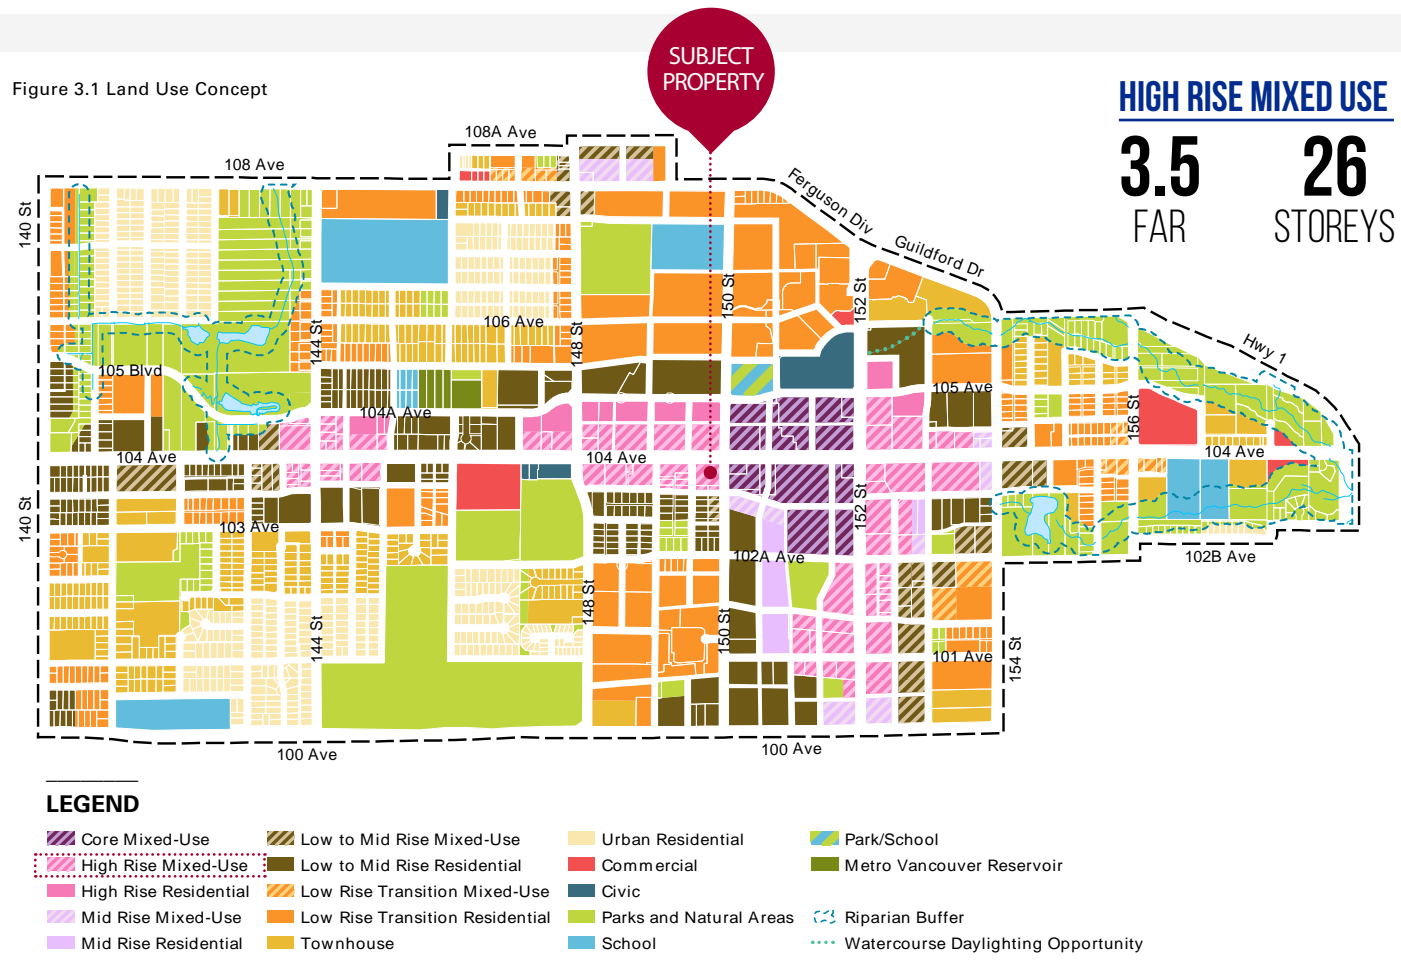 SUBJECT
PROPERTY
Figure 3.1 Land Use Concept
HIGH RISE MIXED USE
3.5
FAR
26
STOREYS
108A Ave
108 Ave
Ferguson Div
Guildford Dr
140 St
150 St
152 St
106 Ave
144 St
148 St
Hwy 1
105 Blvd
105 Ave
104A Ave
156 St
104 Ave
104 Ave
104 Ave
140 St
152 St
103 Ave
102A Ave
102B Ave
148 St
150 St
144 St
101 Ave
154 St
100 Ave
100 Ave
LEGEND
Core Mixed-Use
High Rise Mixed-Use
High Rise Residential
Mid Rise Mixed-Use
Mid Rise Residential
Low to Mid Rise Mixed-Use
Low to Mid Rise Residential
Low Rise Transition Mixed-Use
Low Rise Transition Residential
Townhouse
Urban Residential
Commercial
Civic
Parks and Natural Areas
School
Park/School
Metro Vancouver Reservoir
Riparian Buffer
Watercourse Daylighting Opportunity